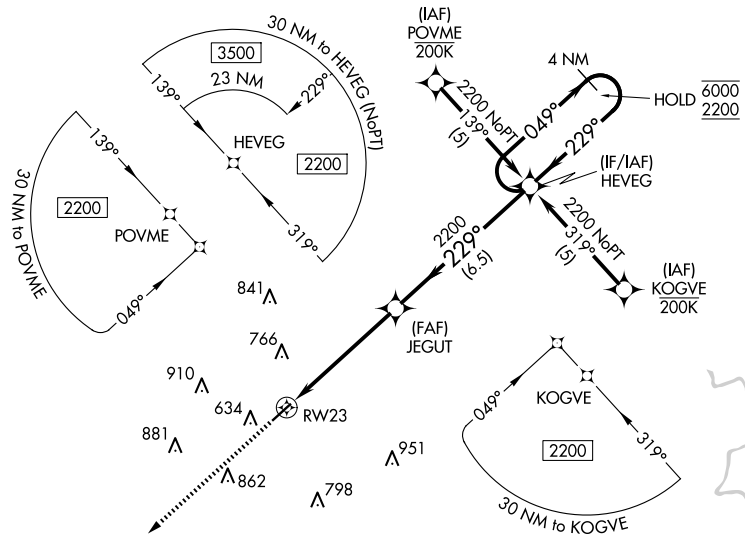 30 NM to HEVEG (NoPT)
3500
23 NM
139°
229°
HEVEG
2200
319°
139°
2200
30 NM to POVME
POVME
049°
(IAF)
POVME
200K
2200 NoPT
139°
(5)
4 NM
049°
229°
HOLD
6000
2200
(IF/IAF)
HEVEG
2200 NoPT
319°
(5)
(IAF)
KOGVE
200K
2200
229°
(6.5)
(FAF)
JEGUT
841
766
910
634
RW23
881
862
951
798
049°
KOGVE
319°
2200
30 NM to KOGVE